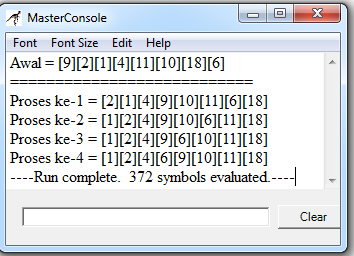 MasterConsole
Font Font Size Edit Help
Awal = [9][2][1][4][11][10][18][6]
===========================
Proses ke-1 = [2][1][4][9][10][11][6][18]
Proses ke-2 = [1][2][4][9][10][6][11][18]
Proses ke-3 = [1][2][4][9][6][10][11][18]
Proses ke-4 = [1][2][4][6][9][10][11][18]
----Run complete.  372 symbols evaluated.----
Clear